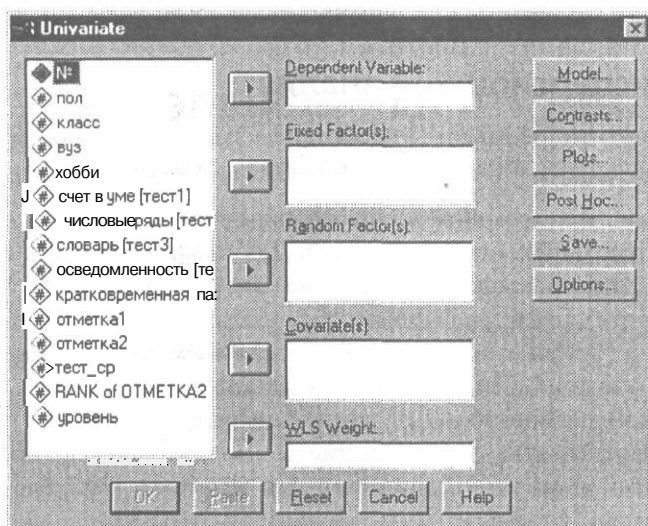 Univariate
№
пол
класс
вуз
хобби
счет в уме [тест1]
числовыеряды [тест
словарь [тест3]
осведомленность [те
кратковременная па:
отметка1
отметка2
тест_ср
RANK of ОТМЕТКА2
уровень
Dependent Variable:
Fixed Factor(s):
Random Factor(s):
Covariate(s)
WLS Weight:
Model...
Contrasts...
Plots...
Post Hoc...
Save...
Options...
OK
Paste
Reset
Cancel
Help